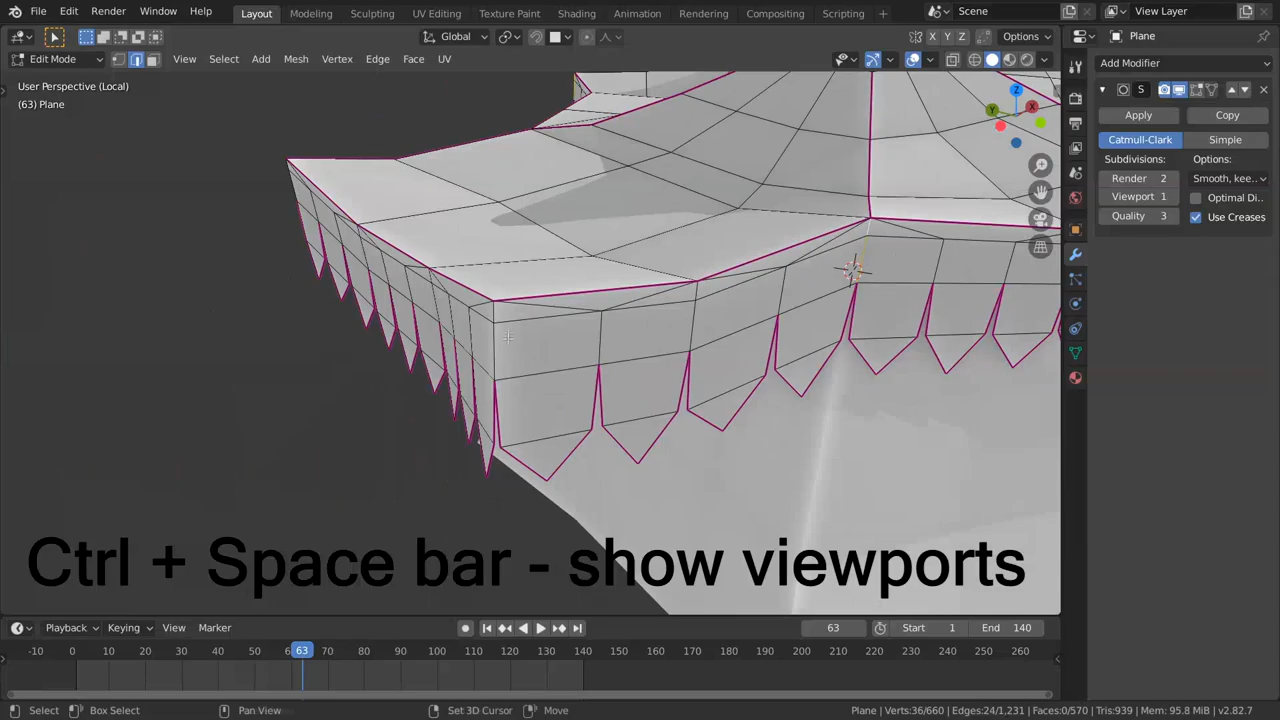 File Edit Render Window Help Layout Modeling Sculpting UV Editing Texture Paint Shading Animation Rendering Compositing Scripting + Scene View Layer
Global X Y Z Options Plane
Edit Mode View Select Add Mesh Vertex Edge Face UV Add Modifier
User Perspective (Local)
(63) Plane
S
Apply Copy
Catmull-Clark Simple
Subdivisions: Options:
Render 2 Smooth, kee..
Viewport 1 Optimal Di..
Quality 3 Use Creases
Z
X
Y
Ctrl + Space bar - show viewports
Playback Keying View Marker 63 Start 1 End 140
-10 0 10 20 30 40 50 6 63 70 80 90 100 110 120 130 140 150 160 170 180 190 200 210 220 230 240 250 260
Select Box Select Pan View Set 3D Cursor Move Plane | Verts:36/660 | Edges:24/1,231 | Faces:0/570 | Tris:939 | Mem: 95.8 MiB | v2.82.7